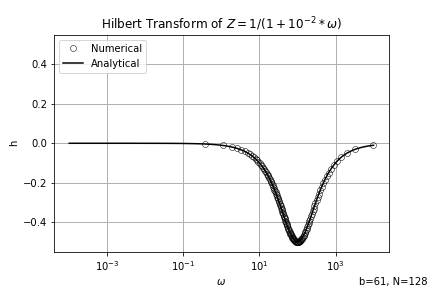 Hilbert Transform of $Z = 1/(1 + 10^{-2} * ω)$
Numerical
Analytical
0.4
0.2
0.0
−0.2
−0.4
h
10^{-3}
10^{-1}
10^{1}
10^{3}
ω
b=61, N=128